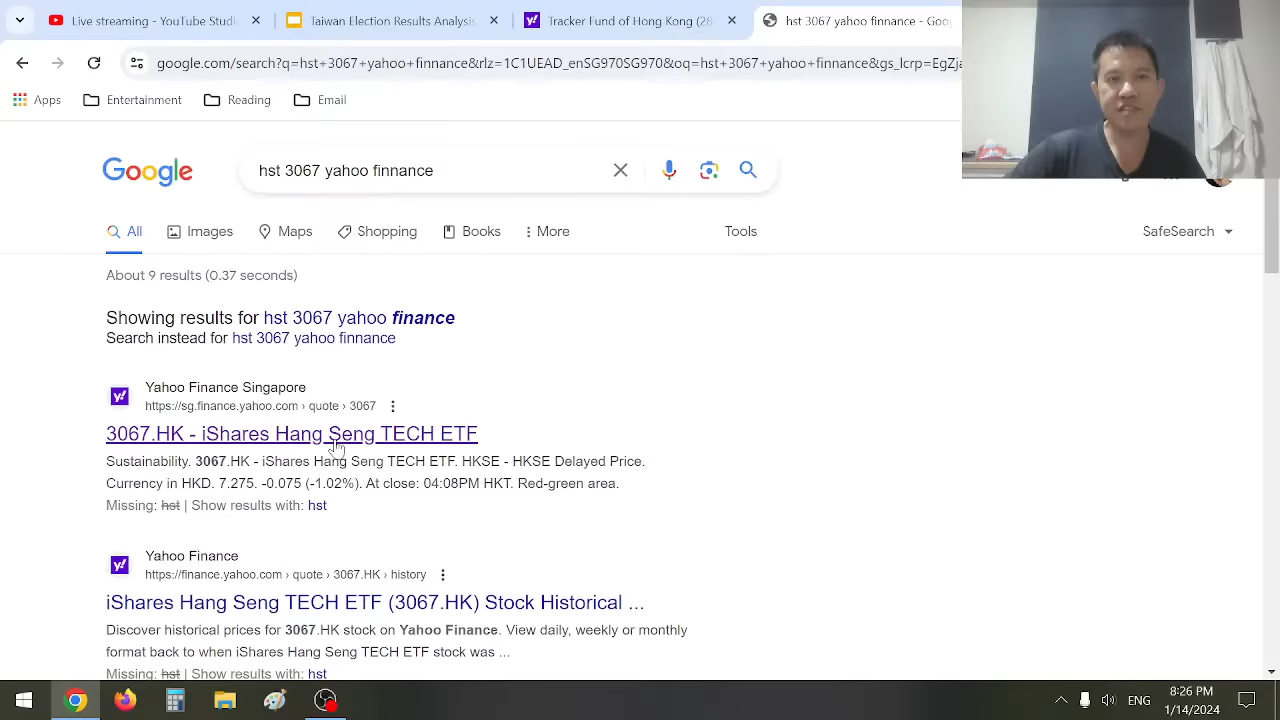 Live streaming - YouTube Studi
Taiwan Election Results Analysis
Tracker Fund of Hong Kong (28
hst 3067 yahoo finnance - Goo
google.com/search?q=hst+3067+yahoo+finnance&rlz=1C1UEAD_enSG970SG970&oq=hst+3067+yahoo+finnance&gs_lcrp=EgZja
Apps
Entertainment
Reading
Email
Google
hst 3067 yahoo finnance
All
Images
Maps
Shopping
Books
More
Tools
SafeSearch
About 9 results (0.37 seconds)
Showing results for hst 3067 yahoo finance
Search instead for hst 3067 yahoo finnance
y!
Yahoo Finance Singapore
https://sg.finance.yahoo.com › quote › 3067
3067.HK - iShares Hang Seng TECH ETF
Sustainability. 3067.HK - iShares Hang Seng TECH ETF. HKSE - HKSE Delayed Price.
Currency in HKD. 7.275. -0.075 (-1.02%). At close: 04:08PM HKT. Red-green area.
Missing: hst | Show results with: hst
y!
Yahoo Finance
https://finance.yahoo.com › quote › 3067.HK › history
iShares Hang Seng TECH ETF (3067.HK) Stock Historical ...
Discover historical prices for 3067.HK stock on Yahoo Finance. View daily, weekly or monthly
format back to when iShares Hang Seng TECH ETF stock was ...
Missing: hst | Show results with: hst
ENG
8:26 PM
1/14/2024